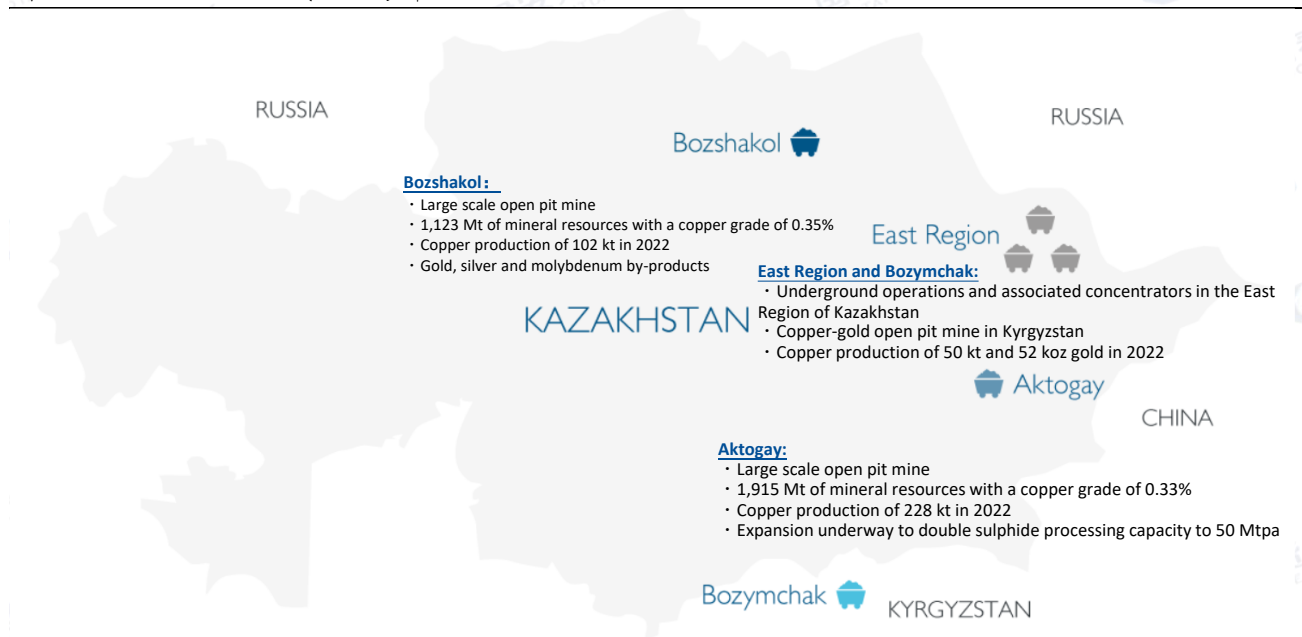 RUSSIA
RUSSIA
Bozshakol
Bozshakol：
· Large scale open pit mine
· 1,123 Mt of mineral resources with a copper grade of 0.35%
· Copper production of 102 kt in 2022
· Gold, silver and molybdenum by-products
East Region
East Region and Bozymchak:
· Underground operations and associated concentrators in the East
Region of Kazakhstan
· Copper-gold open pit mine in Kyrgyzstan
· Copper production of 50 kt and 52 koz gold in 2022
KAZAKHSTAN
Aktogay
CHINA
Aktogay:
· Large scale open pit mine
· 1,915 Mt of mineral resources with a copper grade of 0.33%
· Copper production of 228 kt in 2022
· Expansion underway to double sulphide processing capacity to 50 Mtpa
Bozymchak
KYRGYZSTAN